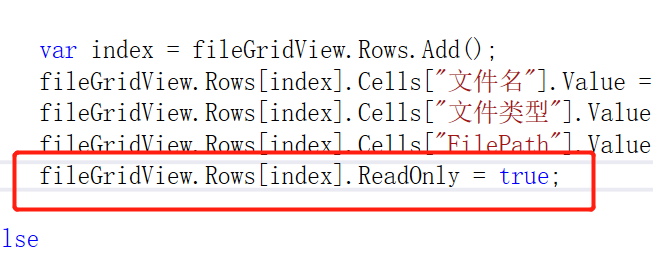 var index = fileGridView.Rows.Add();
fileGridView.Rows[index].Cells["文件名"].Value =
fileGridView.Rows[index].Cells["文件类型"].Value
fileGridView.Rows[index].Cells["FilePath"].Value
fileGridView.Rows[index].ReadOnly = true;
lse